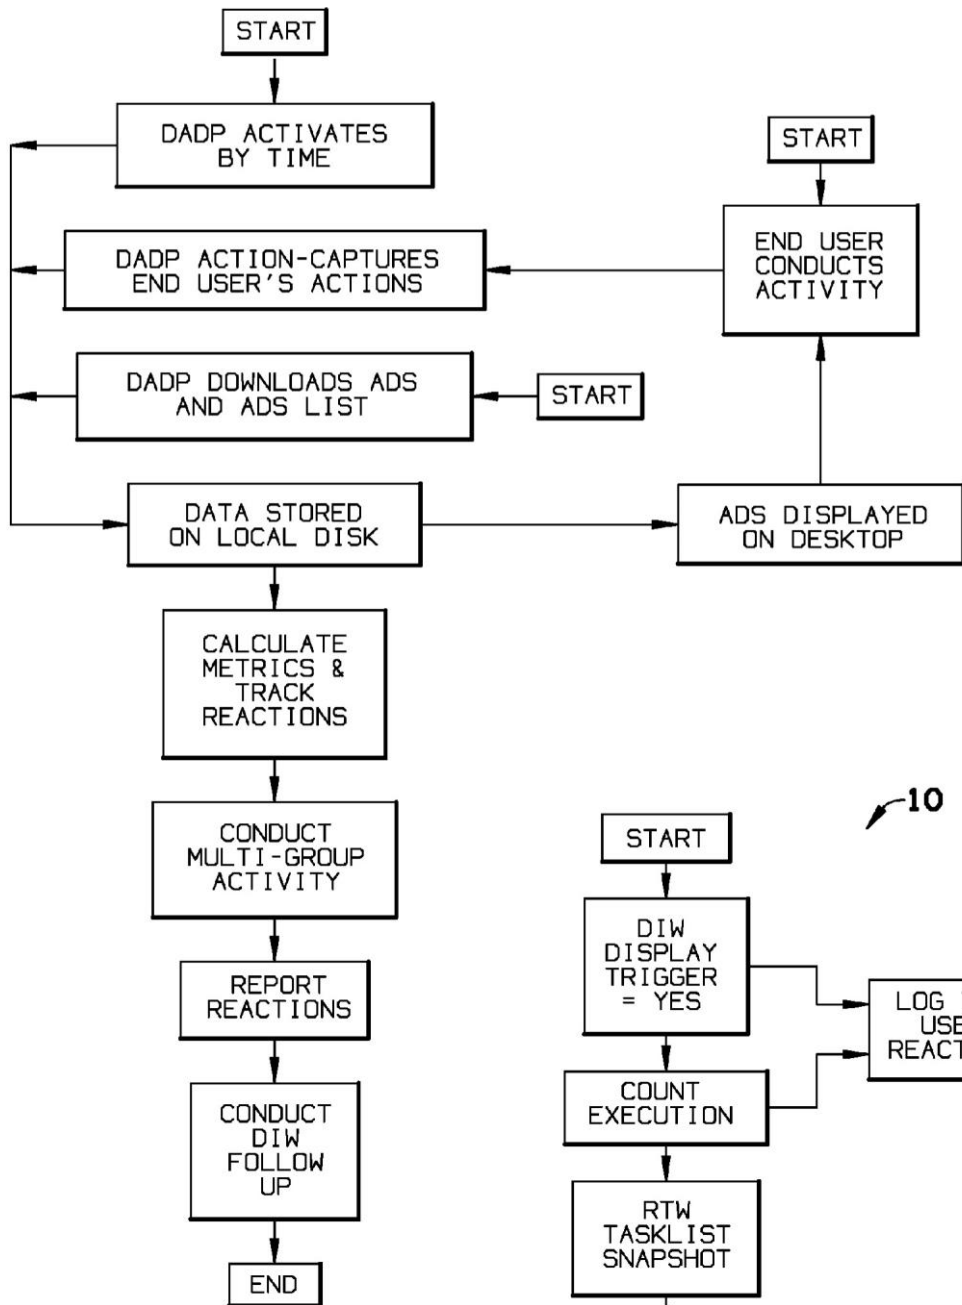 START
DADP ACTIVATES
BY TIME
START
END USER
CONDUCTS
ACTIVITY
DADP ACTION-CAPTURES
END USER'S ACTIONS
DADP DOWNLOADS ADS
AND ADS LIST
START
DATA STORED
ON LOCAL DISK
ADS DISPLAYED
ON DESKTOP
CALCULATE
METRICS &
TRACK
REACTIONS
CONDUCT
MULTI-GROUP
ACTIVITY
REPORT
REACTIONS
CONDUCT
DIW
FOLLOW
UP
END
10
START
DIW
DISPLAY
TRIGGER
= YES
LOG
COUNT
EXECUTION
RTW
TASKLIST
SNAPSHOT